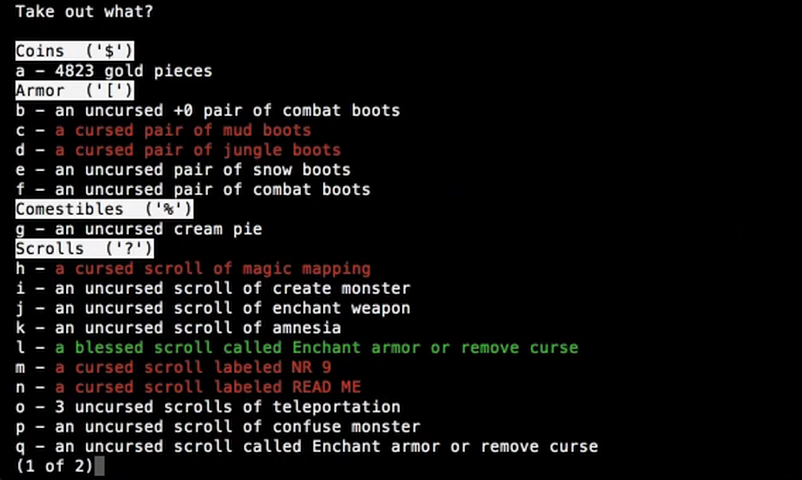 Take out what?
Coins  ('$')
a - 4823 gold pieces
Armor  ('[')
b - an uncursed +0 pair of combat boots
c - a cursed pair of mud boots
d - a cursed pair of jungle boots
e - an uncursed pair of snow boots
f - an uncursed pair of combat boots
Comestibles  ('%')
g - an uncursed cream pie
Scrolls  ('?')
h - a cursed scroll of magic mapping
i - an uncursed scroll of create monster
j - an uncursed scroll of enchant weapon
k - an uncursed scroll of amnesia
l - a blessed scroll called Enchant armor or remove curse
m - a cursed scroll labeled NR 9
n - a cursed scroll labeled READ ME
o - 3 uncursed scrolls of teleportation
p - an uncursed scroll of confuse monster
q - an uncursed scroll called Enchant armor or remove curse
(1 of 2)